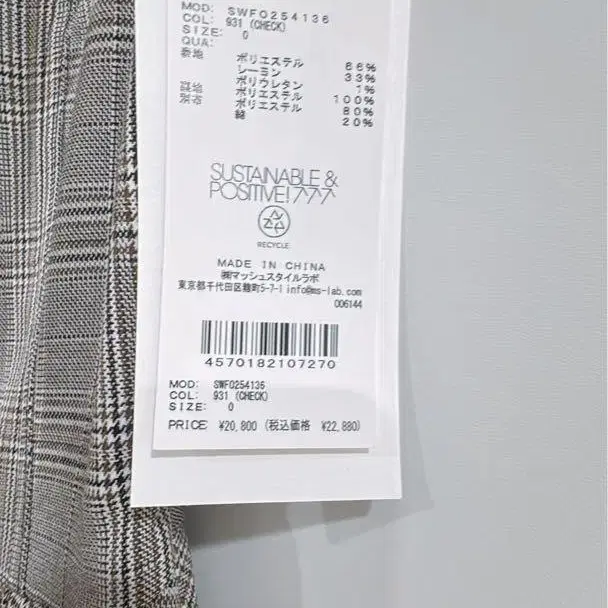 MOD: SWFO254136
COL: 931 (CHECK)
SIZE: 0
QUA:
表地 ポリエステル 66%
レーヨン 33%
ポリウレタン 1%
裏地 ポリエステル 100%
別布 ポリエステル 80%
綿 20%
SUSTAINABLE &
POSITIVE!
RECYCLE
MADE IN CHINA
㈱マッシュスタイルラボ
東京都千代田区麹町5-7-1 info@ms-lab.com
006144
4570182107270
MOD: SWFO254136
COL: 931 (CHECK)
SIZE: 0
PRICE ¥20,800 (税込価格 ¥22,880)